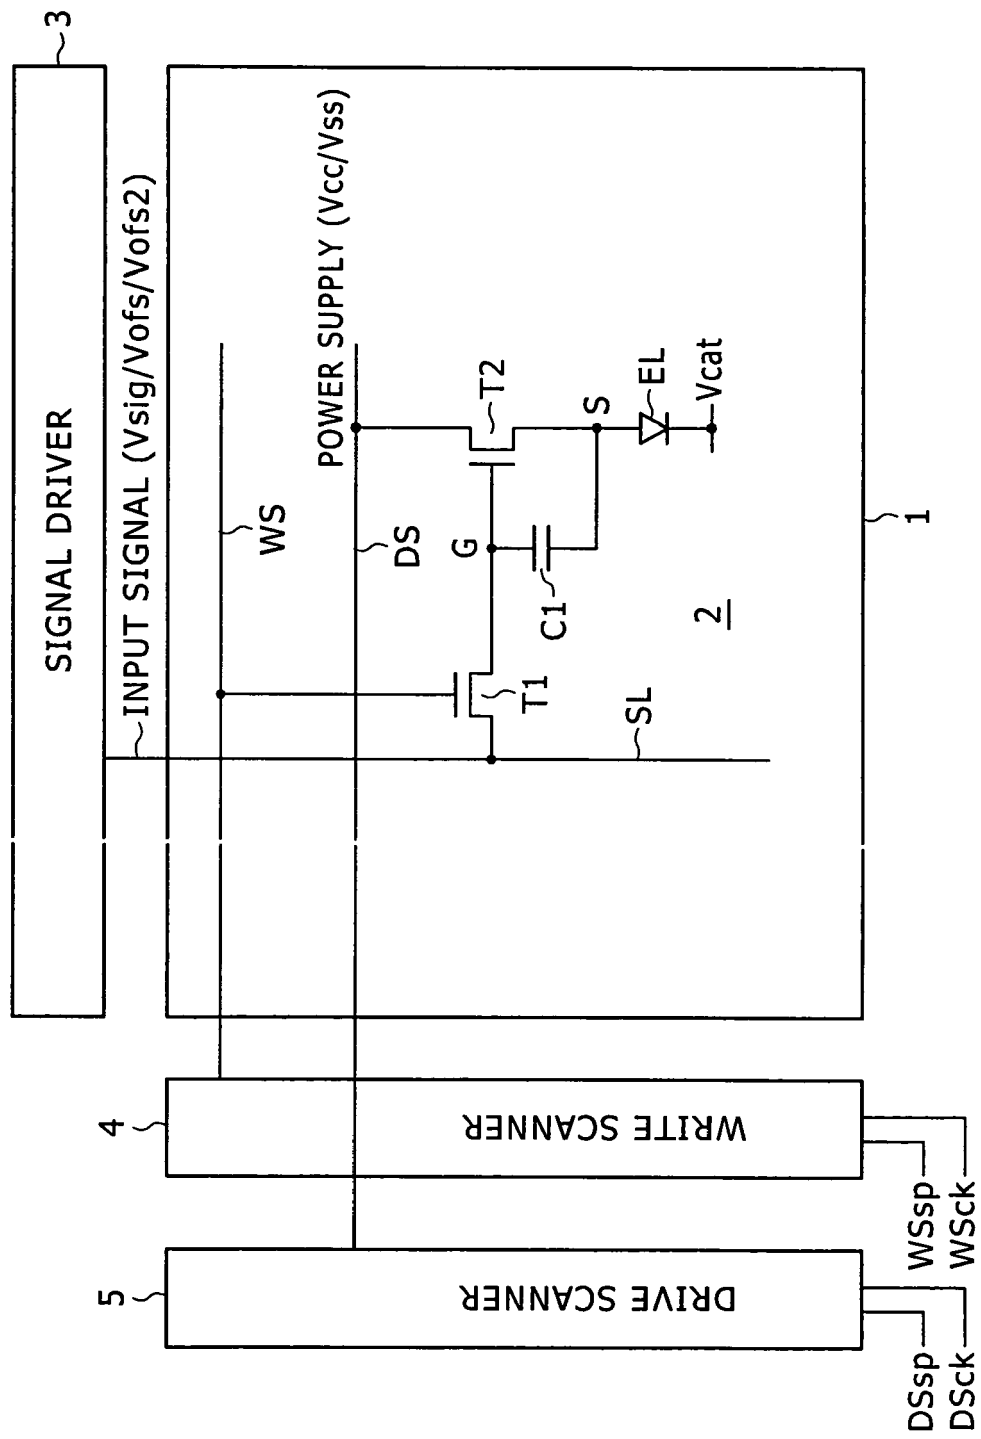 3
SIGNAL DRIVER
INPUT SIGNAL (Vsig/Vofs/Vofs2)
5
4
WS
POWER SUPPLY (Vcc/Vss)
DS
G
T2
T1
C1
S
EL
SL
2
Vcat
DRIVE SCANNER
WRITE SCANNER
1
DSsp
WSsp
DSck
WSck